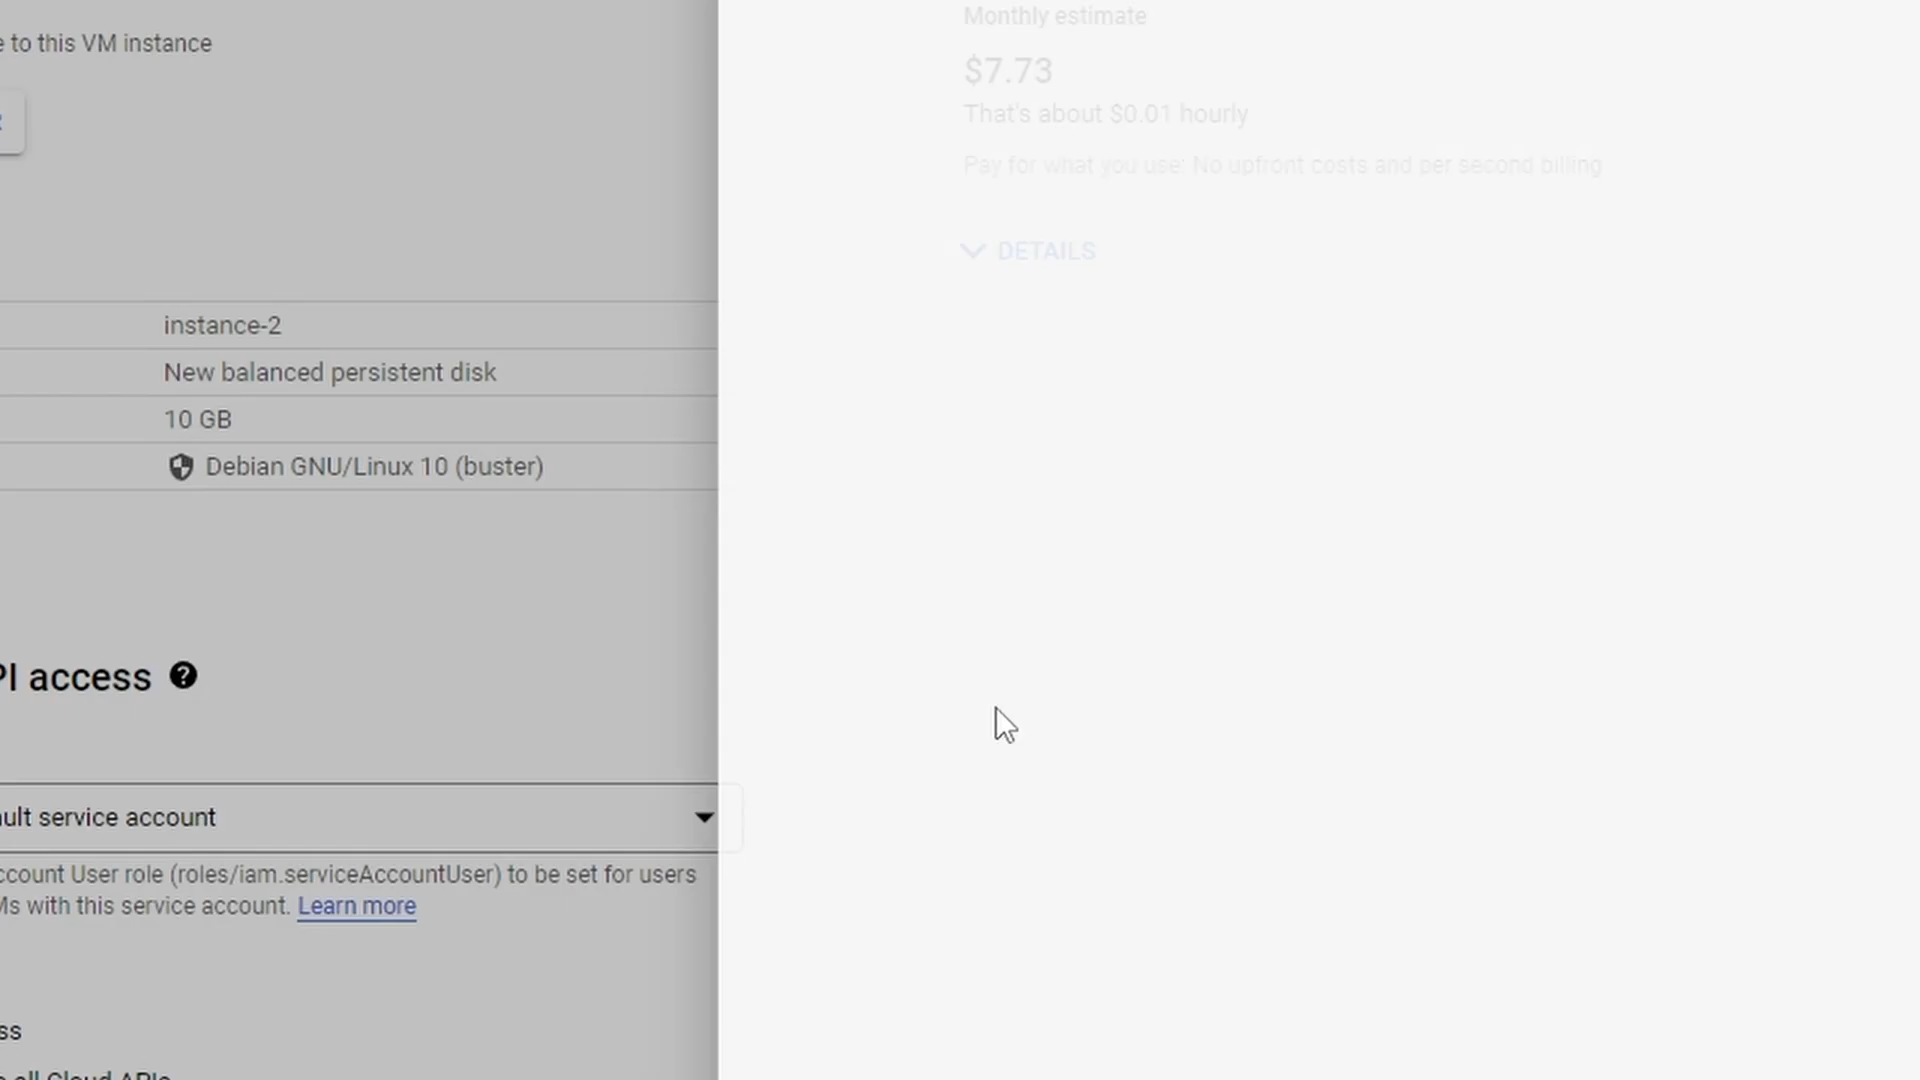 e to this VM instance
Monthly estimate
$7.73
That's about $0.01 hourly
Pay for what you use: No upfront costs and per second billing
DETAILS
instance-2
New balanced persistent disk
10 GB
Debian GNU/Linux 10 (buster)
PI access
ult service account
ccount User role (roles/iam.serviceAccountUser) to be set for users
Ms with this service account. Learn more
ss
all Cloud APIs